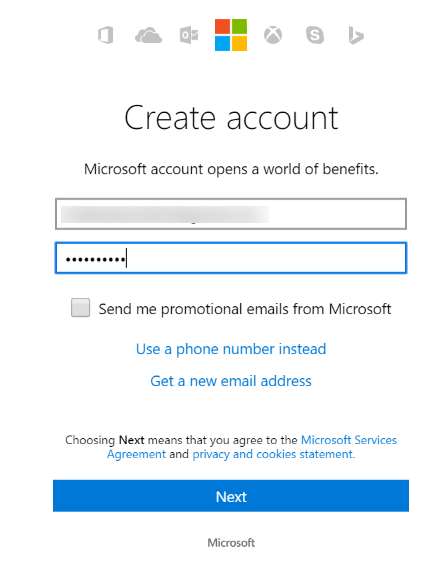 Create account
Microsoft account opens a world of benefits.
••••••••••
Send me promotional emails from Microsoft
Use a phone number instead
Get a new email address
Choosing Next means that you agree to the Microsoft Services
Agreement and privacy and cookies statement.
Next
Microsoft